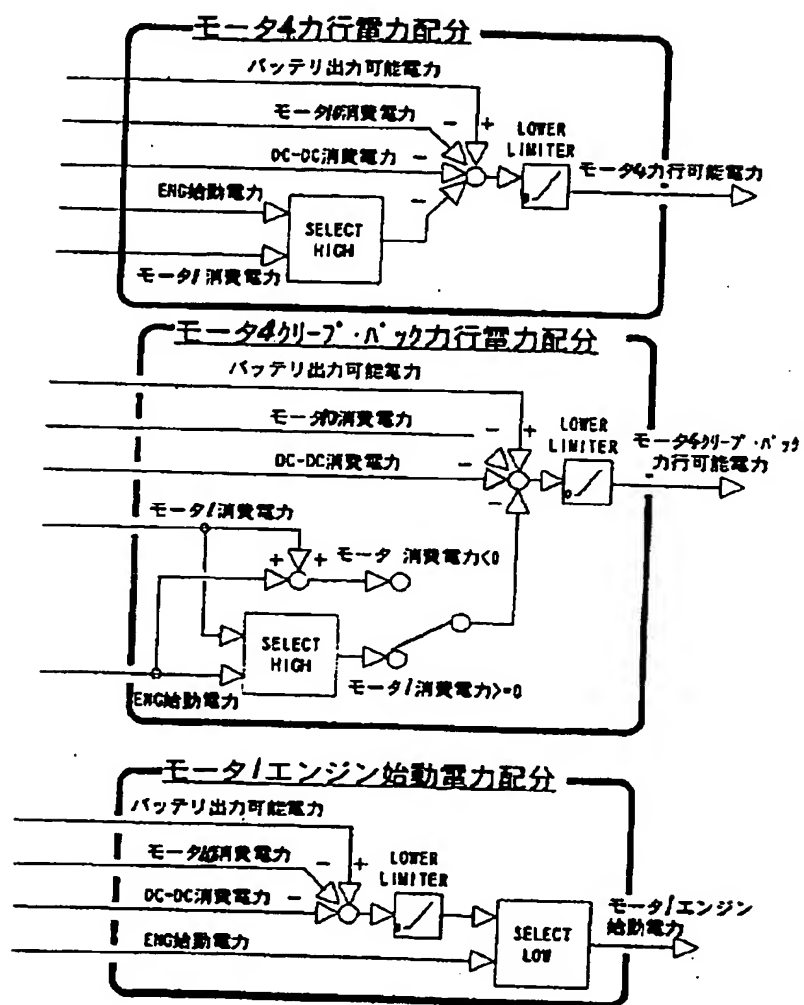 モータ4力行電力配分
バッテリ出力可能電力
モータ10消費電力
- +
LOWER
LIMITER
DC-DC消費電力
-
モータ4力行可能電力
ENG始動電力
-
SELECT
HIGH
0
モータ1消費電力
モータ4クリープ・バック力行電力配分
バッテリ出力可能電力
消費電力
- +
LOWER
LIMITER
モータ4クリープ・バック
力行可能電力
DC-DC消費電力
-
0
モータ1消費電力
-
+ +
モータ 消費電力<0
SELECT
HIGH
モータ1消費電力>=0
ENG始動電力
モータ1エンジン始動電力配分
バッテリ出力可能電力
モータ10消費電力
- +
LOWER
LIMITER
DC-DC消費電力
-
0
ENG始動電力
SELECT
LOW
モータ1エンジン
始動電力